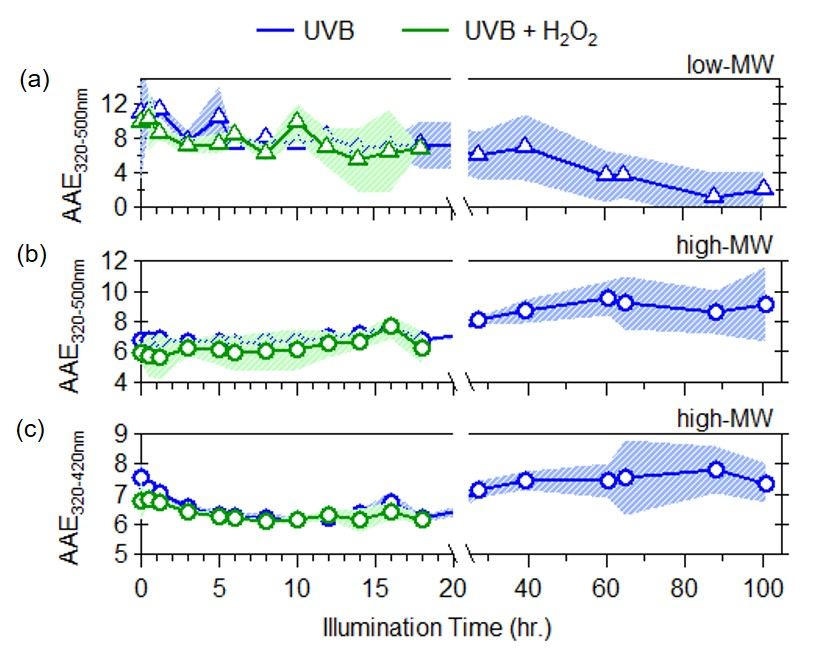 UVB UVB + H₂O₂
(a) low-MW
AAE320-500nm
12
8
4
0
(b) high-MW
AAE320-500nm
12
10
8
6
4
(c) high-MW
AAE320-420nm
9
8
7
6
5
0 5 10 15 20 40 60 80 100
Illumination Time (hr.)